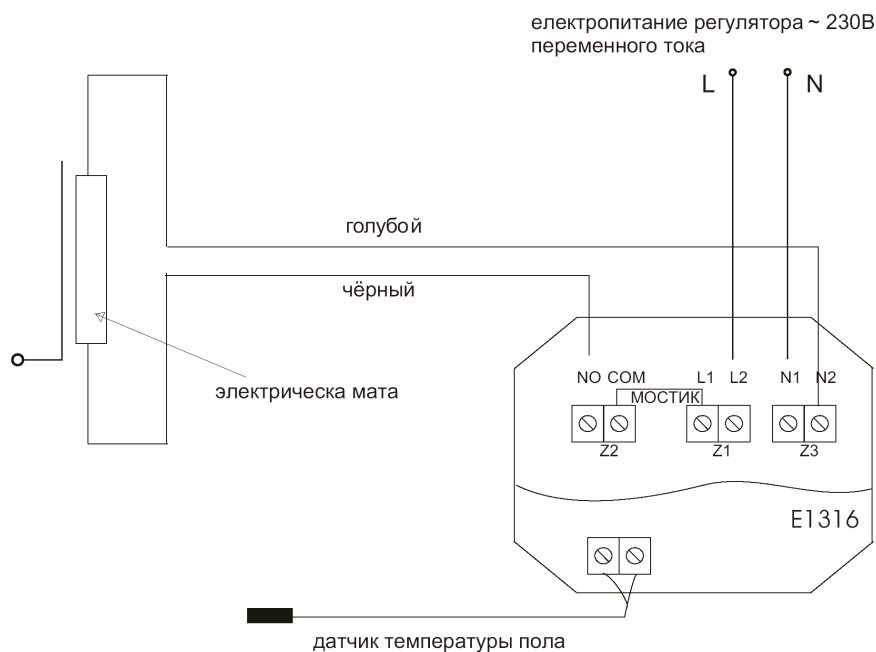 електропитание регулятора ~ 230В
переменного тока
L N
голубой
чёрный
электрическа мата
NO COM L1 L2 N1 N2
МОСТИК
Z2 Z1 Z3
E1316
датчик температуры пола